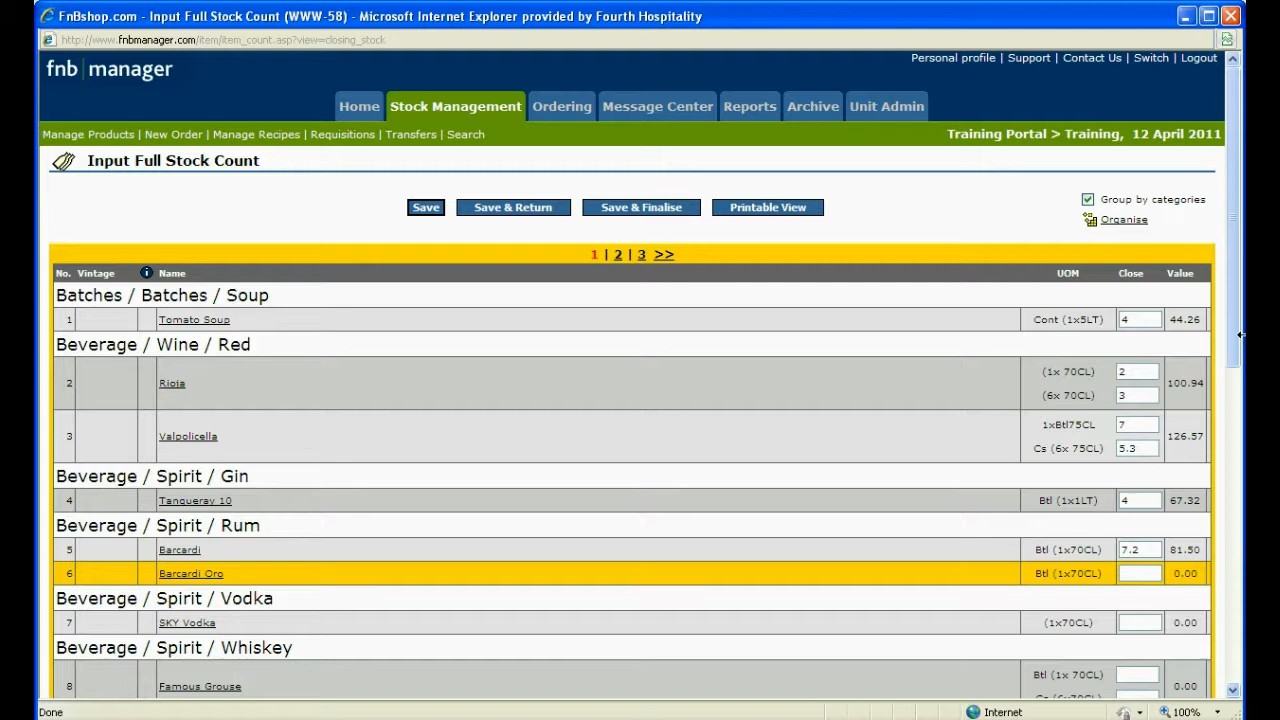 FnBshop.com - Input Full Stock Count (WWW-58) - Microsoft Internet Explorer provided by Fourth Hospitality
http://www.fnbmanager.com/item/item_count.asp?view=closing_stock
fnb | manager
Personal profile | Support | Contact Us | Switch | Logout
Home Stock Management Ordering Message Center Reports Archive Unit Admin
Manage Products | New Order | Manage Recipes | Requisitions | Transfers | Search
Training Portal > Training, 12 April 2011
Input Full Stock Count
Save Save & Return Save & Finalise Printable View
Group by categories
Organise
1 | 2 | 3 >>
No. Vintage i Name UOM Close Value
Batches / Batches / Soup
1 Tomato Soup Cont (1x5LT) 4 44.26
Beverage / Wine / Red
2 Rioja (1x 70CL) 2 100.94
(6x 70CL) 3
3 Valpolicella 1xBtl75CL 7 126.57
Cs (6x 75CL) 5.3
Beverage / Spirit / Gin
4 Tanqueray 10 Btl (1x1LT) 4 67.32
Beverage / Spirit / Rum
5 Barcardi Btl (1x70CL) 7.2 81.50
6 Barcardi Oro Btl (1x70CL) 0.00
Beverage / Spirit / Vodka
7 SKY Vodka (1x70CL) 0.00
Beverage / Spirit / Whiskey
8 Famous Grouse Btl (1x 70CL) 0.00
Cs (6x70CL)
Done Internet 100%